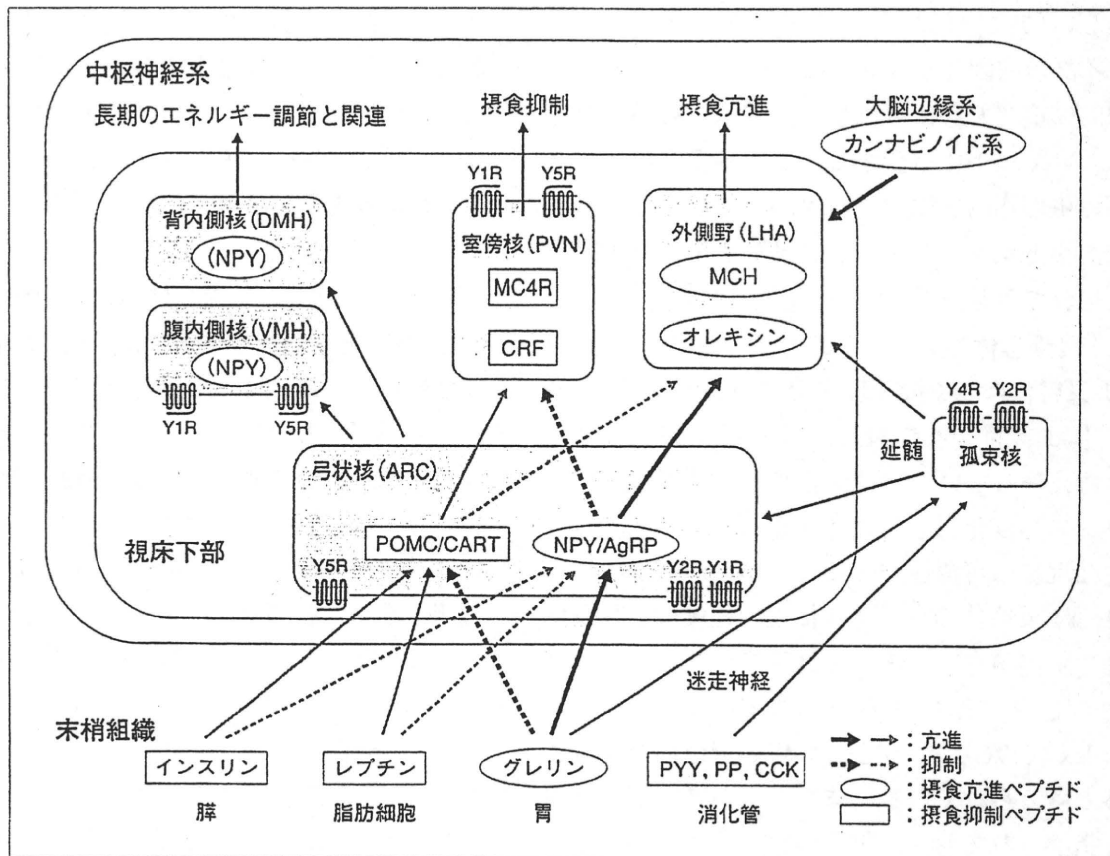 中枢神経系
長期のエネルギー調節と関連
摂食抑制
摂食亢進
大脳辺縁系
カンナビノイド系
Y1R
Y5R
背内側核(DMH)
(NPY)
室傍核(PVN)
MC4R
CRF
外側野(LHA)
MCH
オレキシン
腹内側核(VMH)
(NPY)
Y1R
Y5R
Y4R
Y2R
延髄
孤束核
弓状核(ARC)
POMC/CART
NPY/AgRP
視床下部
Y5R
Y2R
Y1R
迷走神経
末梢組織
インスリン
膵
レプチン
脂肪細胞
グレリン
胃
PYY, PP, CCK
消化管
:亢進
:抑制
:摂食亢進ペプチド
:摂食抑制ペプチド